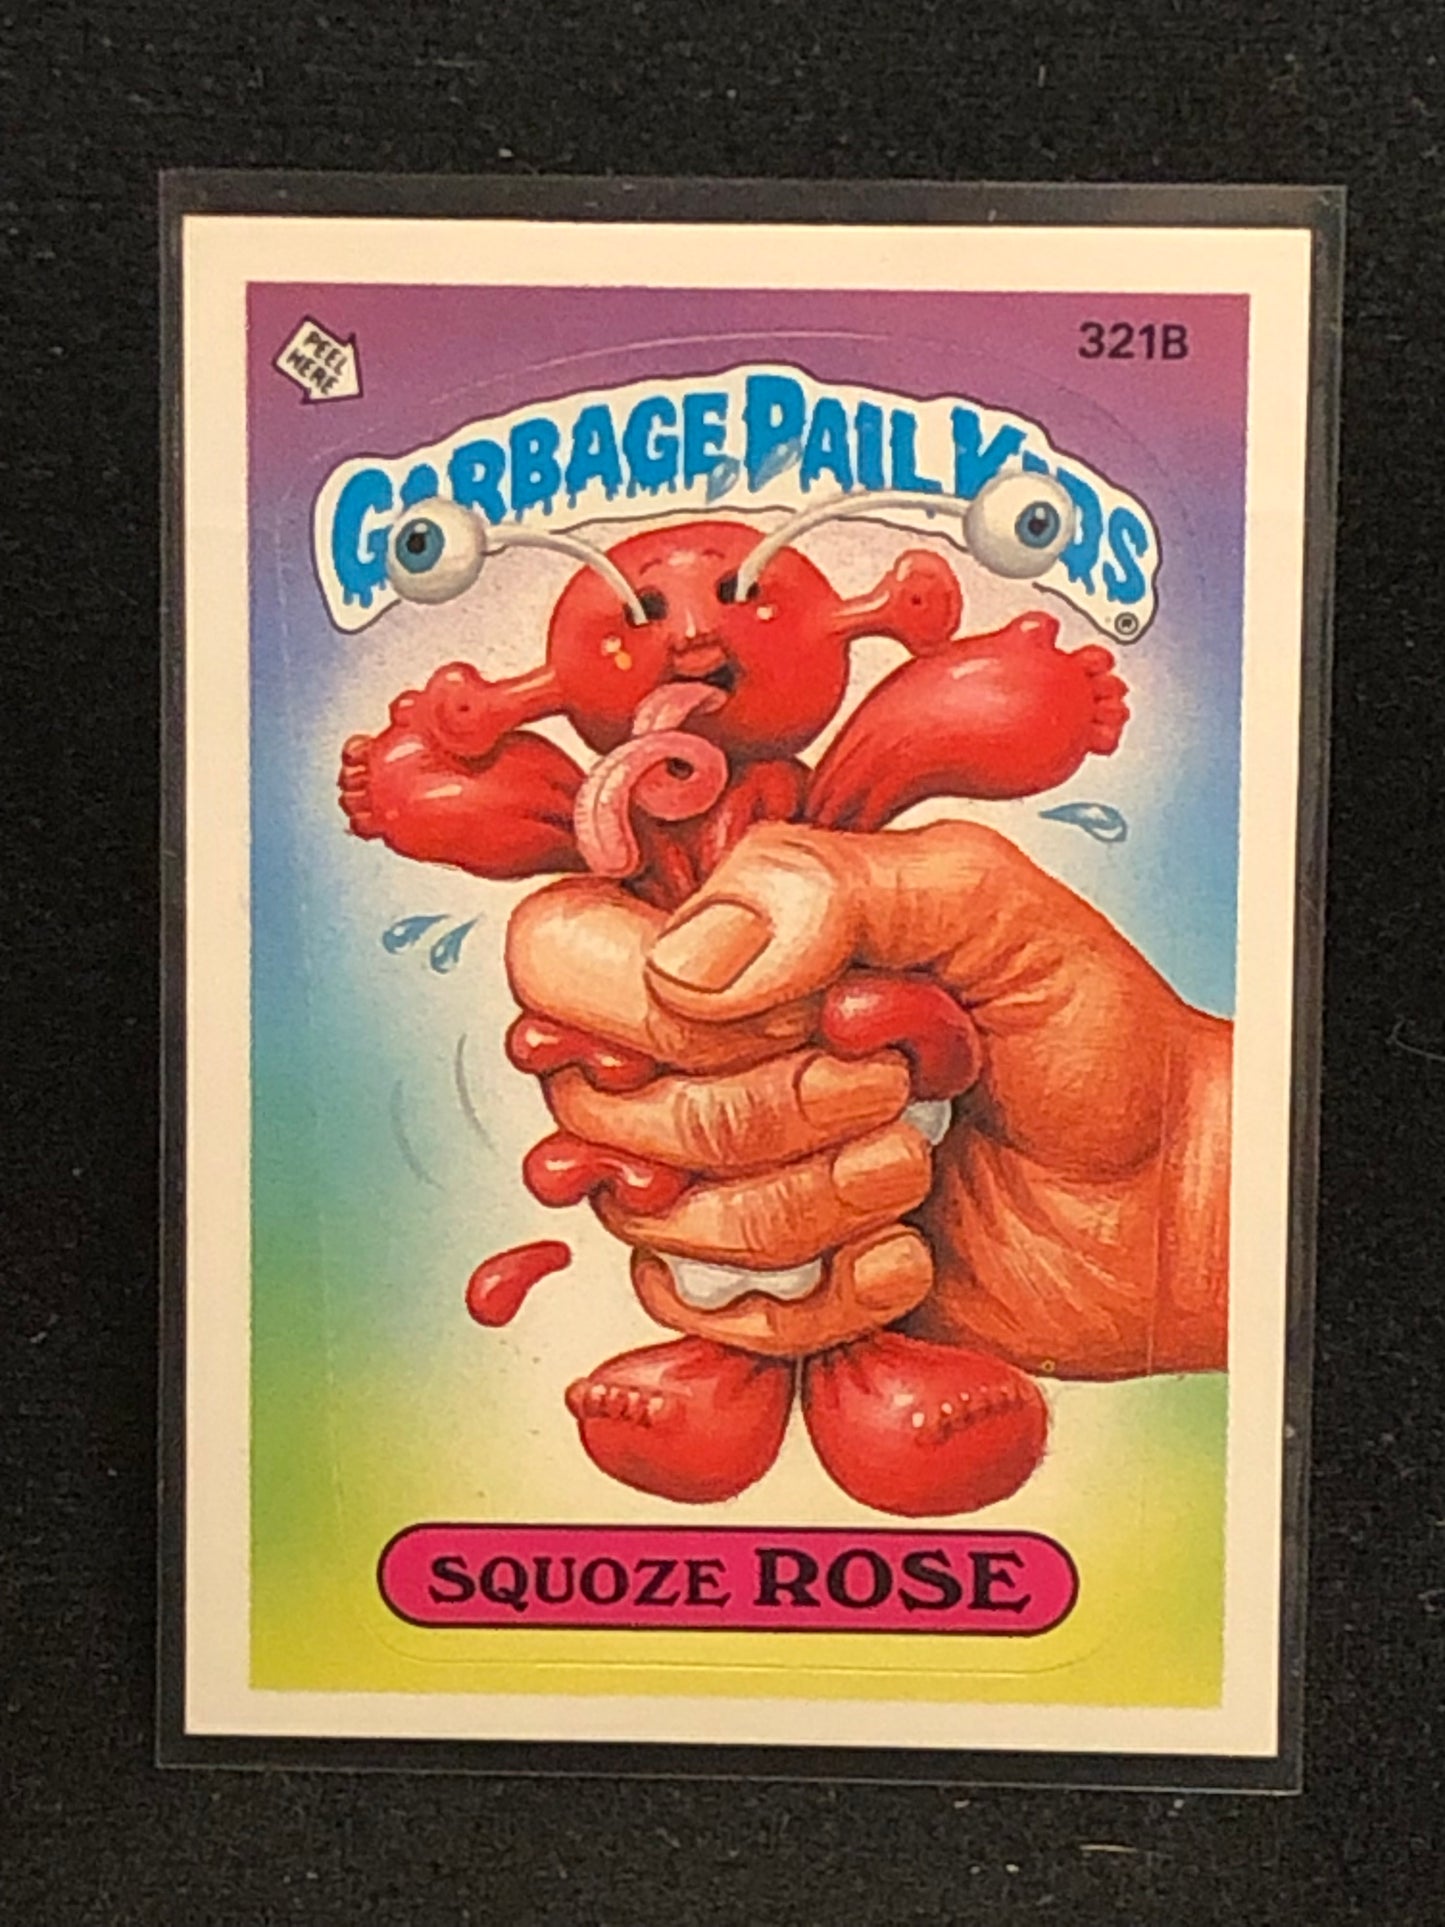 PEEL
HERE
321B
GARBAGE PAIL KIDS
®
SQUOZE ROSE